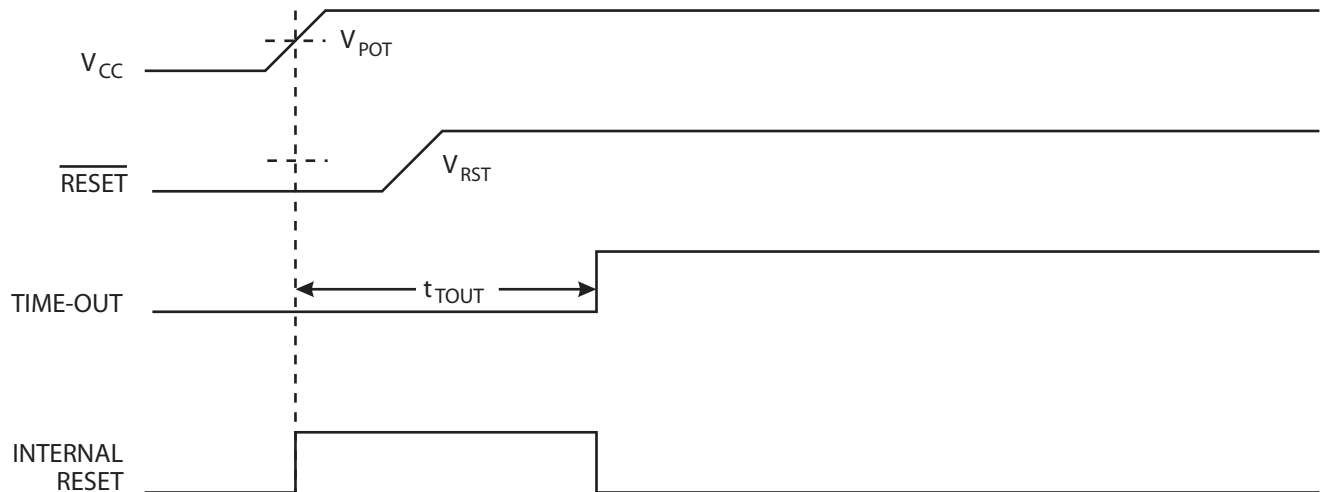 V_CC
V_POT
RESET
V_RST
TIME-OUT
t_TOUT
INTERNAL
RESET